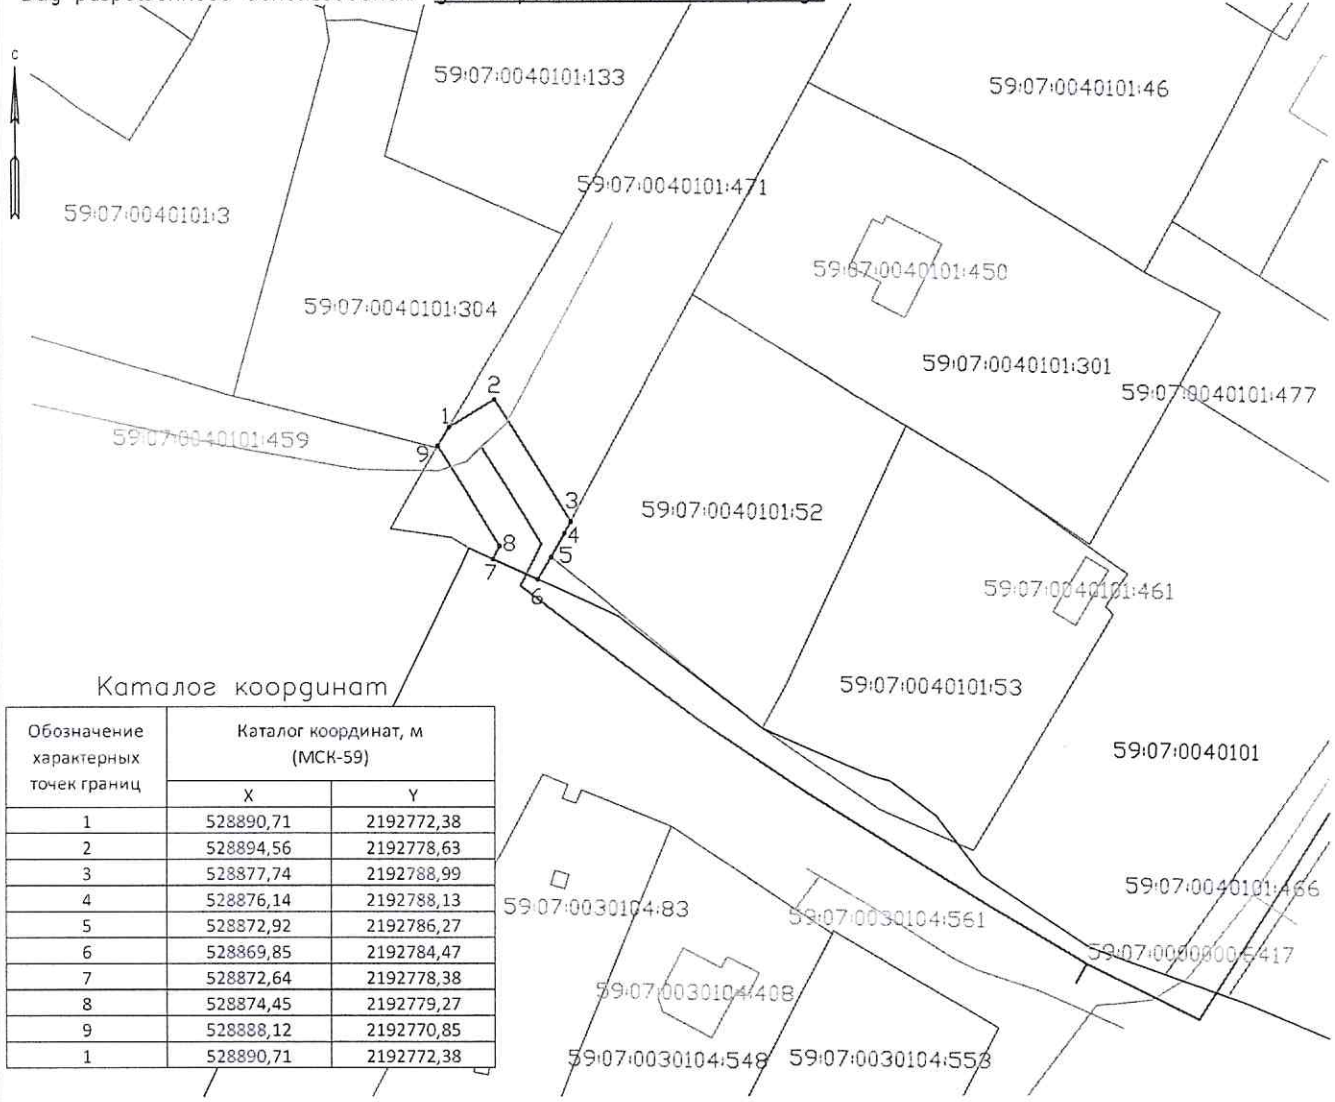 С
59:07:0040101:133
59:07:0040101:46
59:07:0040101:471
59:07:0040101:3
59:07:0040101:450
59:07:0040101:304
59:07:0040101:301
59:07:0040101:477
59:07:0040101:459
1
2
9
3
4
5
8
7
6
59:07:0040101:52
59:07:0040101:461
59:07:0040101:53
59:07:0040101
59:07:0040101:466
59:07:0030104:83
59:07:0030104:561
59:07:0000000:6417
59:07:0030104:408
59:07:0030104:548
59:07:0030104:553
Каталог координат
Обозначение характерных точек границ
Каталог координат, м
(МСК-59)
X Y
1 528890,71 2192772,38
2 528894,56 2192778,63
3 528877,74 2192788,99
4 528876,14 2192788,13
5 528872,92 2192786,27
6 528869,85 2192784,47
7 528872,64 2192778,38
8 528874,45 2192779,27
9 528888,12 2192770,85
1 528890,71 2192772,38